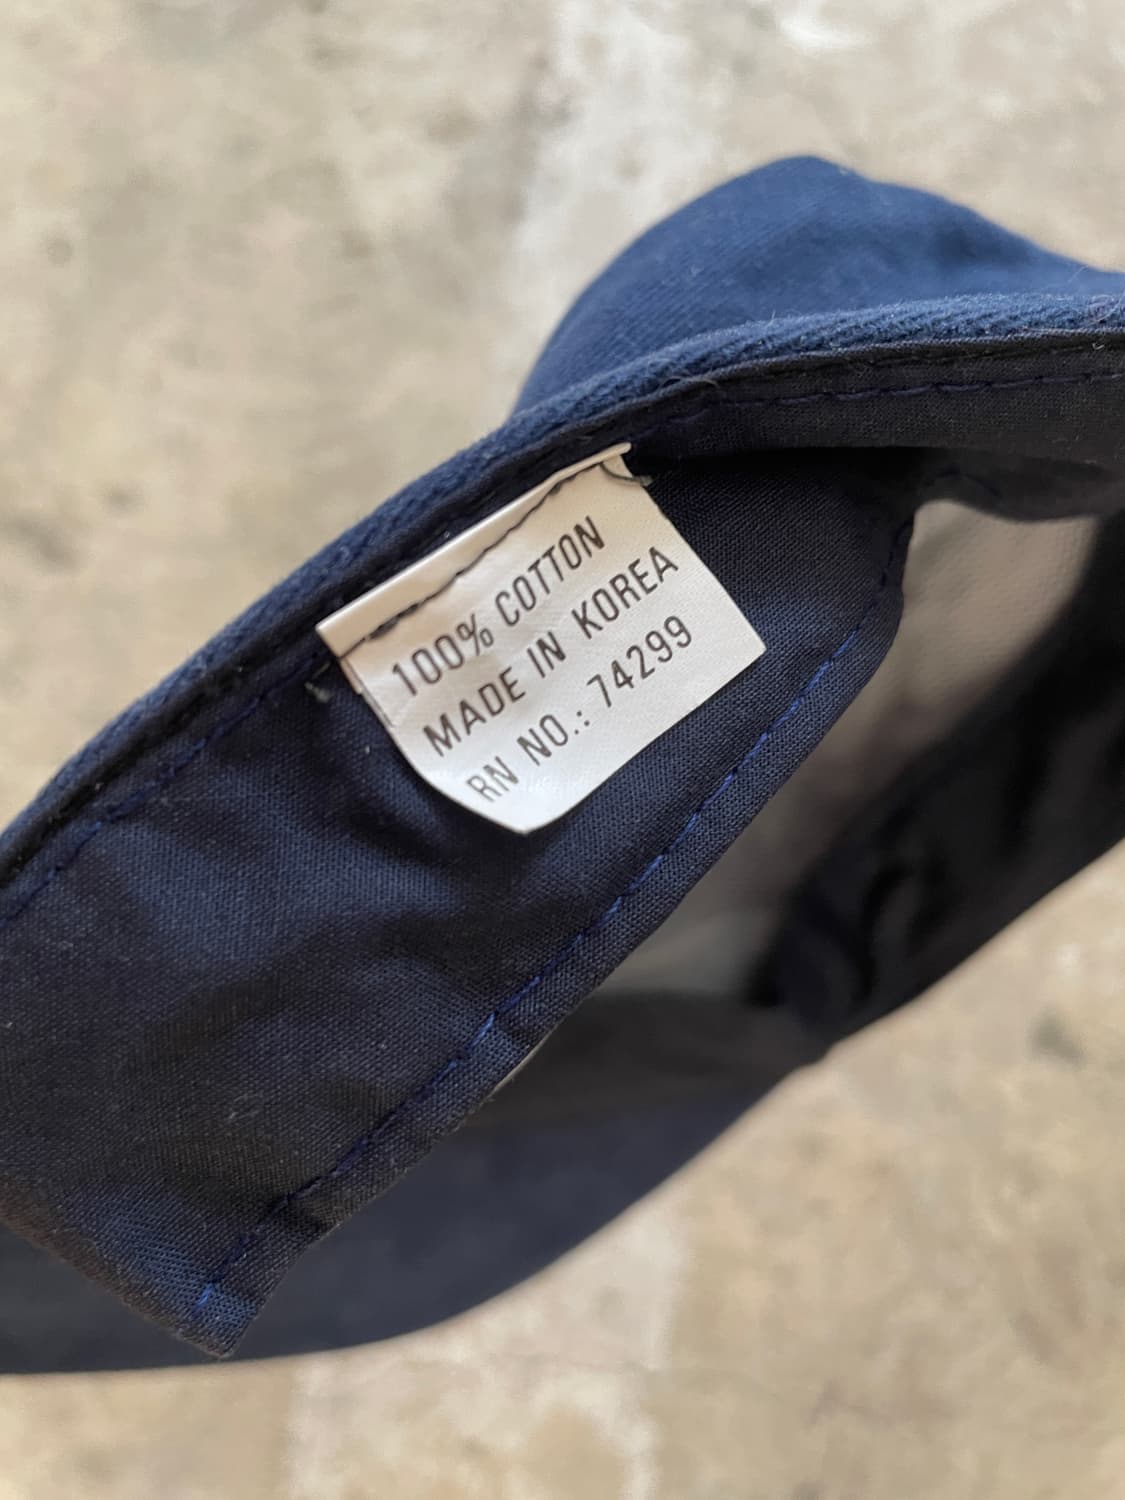 100% COTTON
MADE IN KOREA
RN NO.: 74299